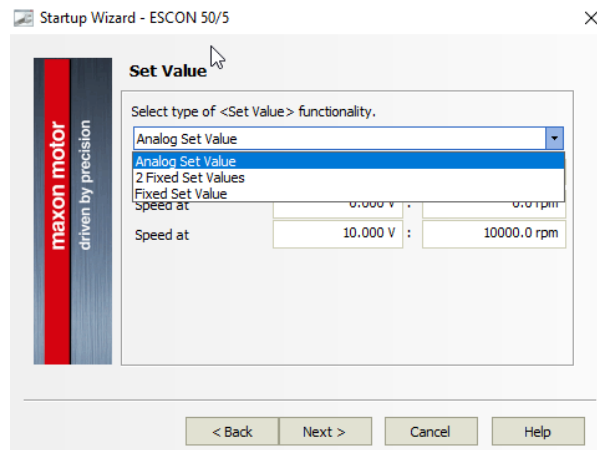 Startup Wizard - ESCON 50/5
maxon motor
driven by precision
Set Value
Select type of <Set Value> functionality.
Analog Set Value
Analog Set Value
2 Fixed Set Values
Fixed Set Value
Speed at 0.000 V : 0.0 rpm
Speed at 10.000 V : 10000.0 rpm
< Back Next > Cancel Help